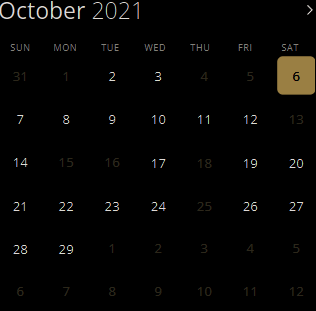 October 2021
SUN MON TUE WED THU FRI SAT
31 1 2 3 4 5 6
7 8 9 10 11 12 13
14 15 16 17 18 19 20
21 22 23 24 25 26 27
28 29 1 2 3 4 5
6 7 8 9 10 11 12